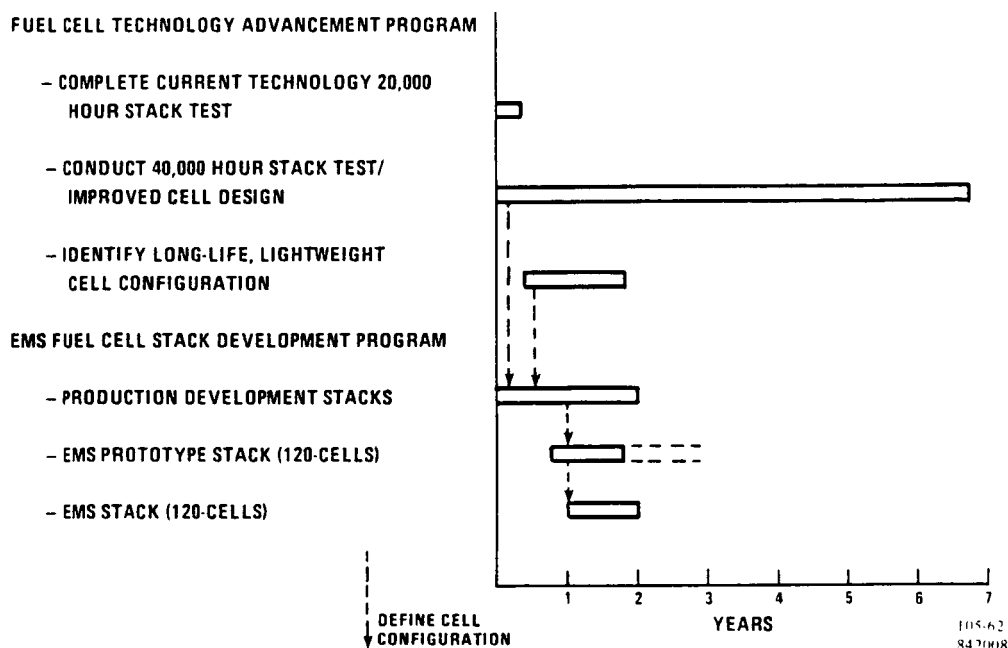 FUEL CELL TECHNOLOGY ADVANCEMENT PROGRAM
– COMPLETE CURRENT TECHNOLOGY 20,000
HOUR STACK TEST
– CONDUCT 40,000 HOUR STACK TEST/
IMPROVED CELL DESIGN
– IDENTIFY LONG-LIFE, LIGHTWEIGHT
CELL CONFIGURATION
EMS FUEL CELL STACK DEVELOPMENT PROGRAM
– PRODUCTION DEVELOPMENT STACKS
– EMS PROTOTYPE STACK (120-CELLS)
– EMS STACK (120-CELLS)
1 2 3 4 5 6 7
YEARS
DEFINE CELL
CONFIGURATION